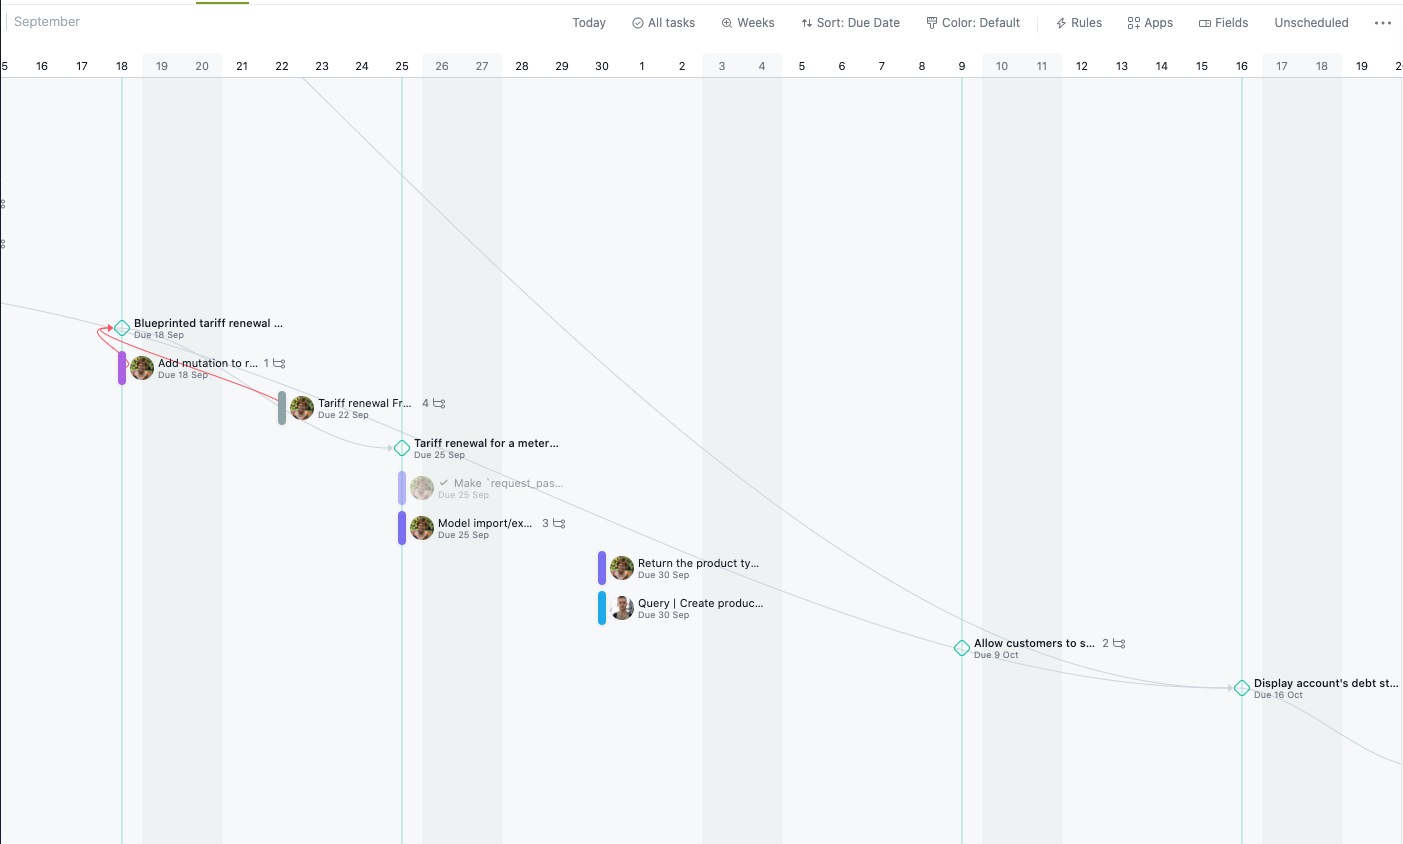 September
Today
All tasks
Weeks
Sort: Due Date
Color: Default
Rules
Apps
Fields
Unscheduled
5 16 17 18 19 20 21 22 23 24 25 26 27 28 29 30 1 2 3 4 5 6 7 8 9 10 11 12 13 14 15 16 17 18 19
Blueprinted tariff renewal ...
Due 18 Sep
Add mutation to r... 1
Due 18 Sep
Tariff renewal Fr... 4
Due 22 Sep
Tariff renewal for a meter...
Due 25 Sep
Make `request_pas...
Due 25 Sep
Model import/ex... 3
Due 25 Sep
Return the product ty...
Due 30 Sep
Query | Create produc...
Due 30 Sep
Allow customers to s... 2
Due 9 Oct
Display account's debt st...
Due 16 Oct